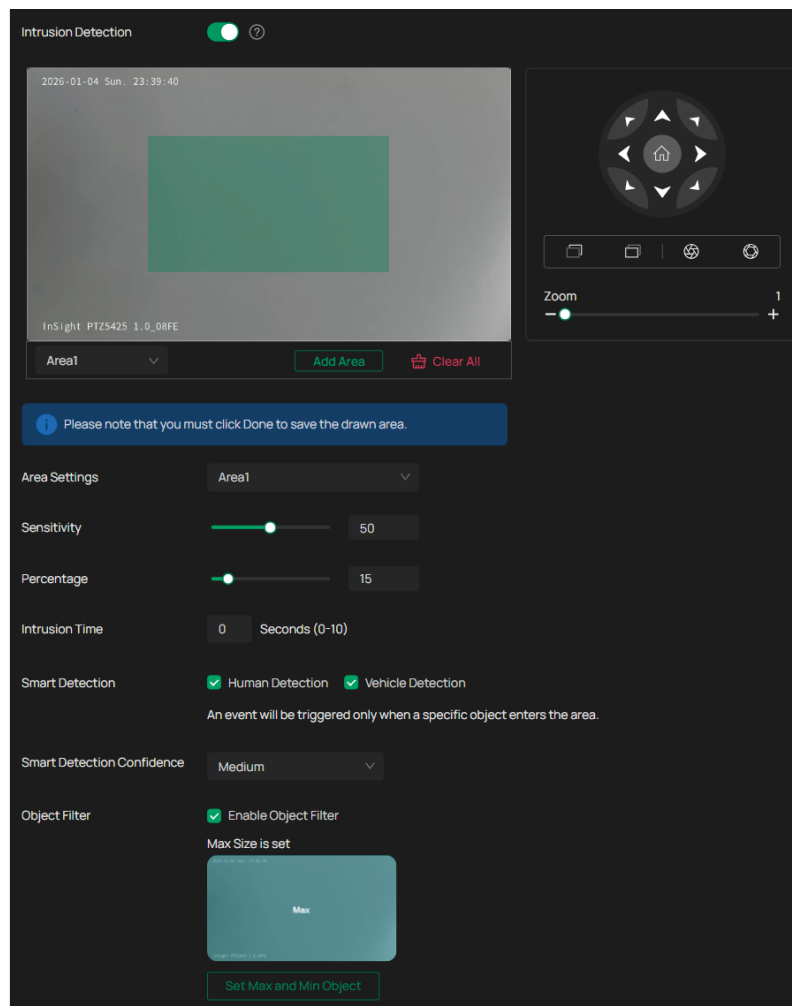 Intrusion Detection
2026-01-04 Sun. 23:39:40
InSight PTZ5425 1.0_08FE
Zoom 1
Area1 Add Area Clear All
Please note that you must click Done to save the drawn area.
Area Settings Area1
Sensitivity 50
Percentage 15
Intrusion Time 0 Seconds (0-10)
Smart Detection Human Detection Vehicle Detection
An event will be triggered only when a specific object enters the area.
Smart Detection Confidence Medium
Object Filter Enable Object Filter
Max Size is set
Max
Set Max and Min Object